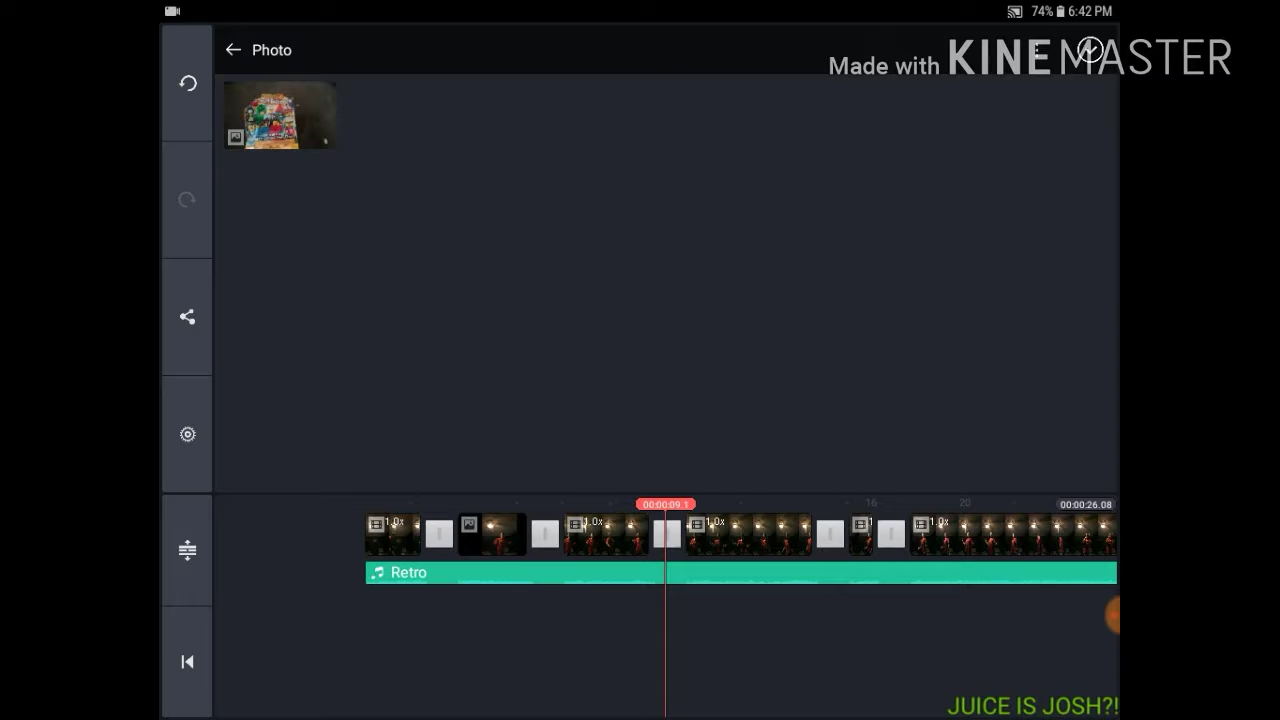 74% 6:42 PM
Photo
Made with KINEMASTER
00:00:09.1
16
20
00:00:26.08
1.0x
1.0x
1.0x
1
1.0x
Retro
JUICE IS JOSH?!